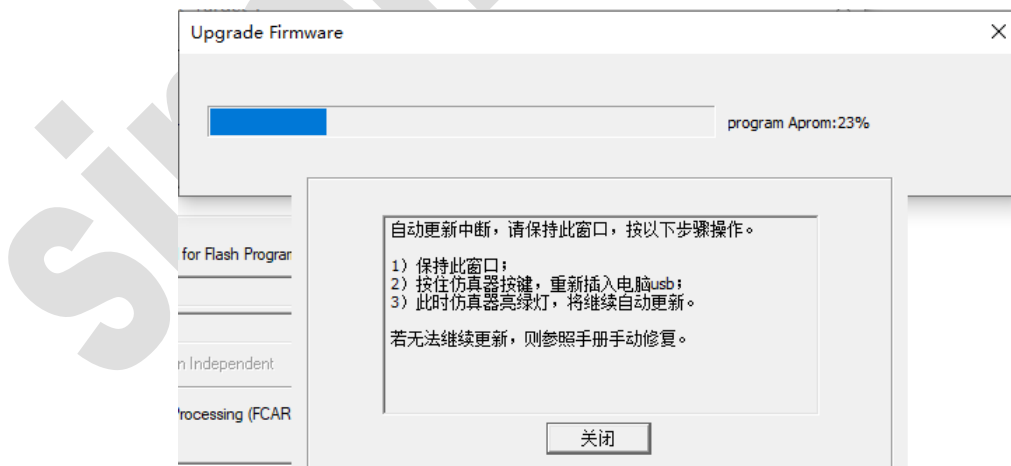 Upgrade Firmware
program Aprom:23%
for Flash Progran
n Independent
rocessing (FCAR
自动更新中断，请保持此窗口，按以下步骤操作。
1）保持此窗口；
2）按住仿真器按键，重新插入电脑usb；
3）此时仿真器亮绿灯，将继续自动更新。
若无法继续更新，则参照手册手动修复。
关闭